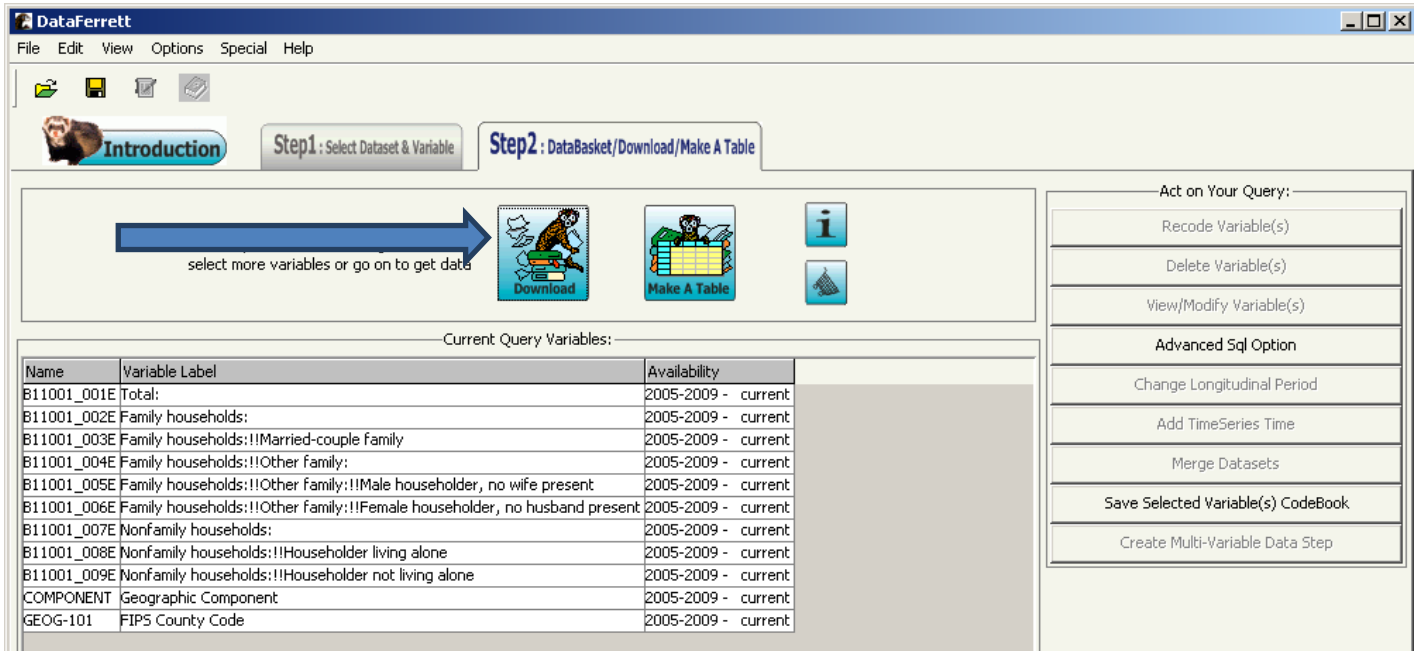 DataFerrett
File Edit View Options Special Help
Introduction
Step1 : Select Dataset & Variable
Step2 : DataBasket/Download/Make A Table
select more variables or go on to get data
Download
Make A Table
i
Act on Your Query:
Recode Variable(s)
Delete Variable(s)
View/Modify Variable(s)
Advanced Sql Option
Change Longitudinal Period
Add TimeSeries Time
Merge Datasets
Save Selected Variable(s) CodeBook
Create Multi-Variable Data Step
Current Query Variables:
Name Variable Label Availability
B11001_001E Total: 2005-2009 - current
B11001_002E Family households: 2005-2009 - current
B11001_003E Family households:!!Married-couple family 2005-2009 - current
B11001_004E Family households:!!Other family: 2005-2009 - current
B11001_005E Family households:!!Other family:!!Male householder, no wife present 2005-2009 - current
B11001_006E Family households:!!Other family:!!Female householder, no husband present 2005-2009 - current
B11001_007E Nonfamily households: 2005-2009 - current
B11001_008E Nonfamily households:!!Householder living alone 2005-2009 - current
B11001_009E Nonfamily households:!!Householder not living alone 2005-2009 - current
COMPONENT Geographic Component 2005-2009 - current
GEOG-101 FIPS County Code 2005-2009 - current